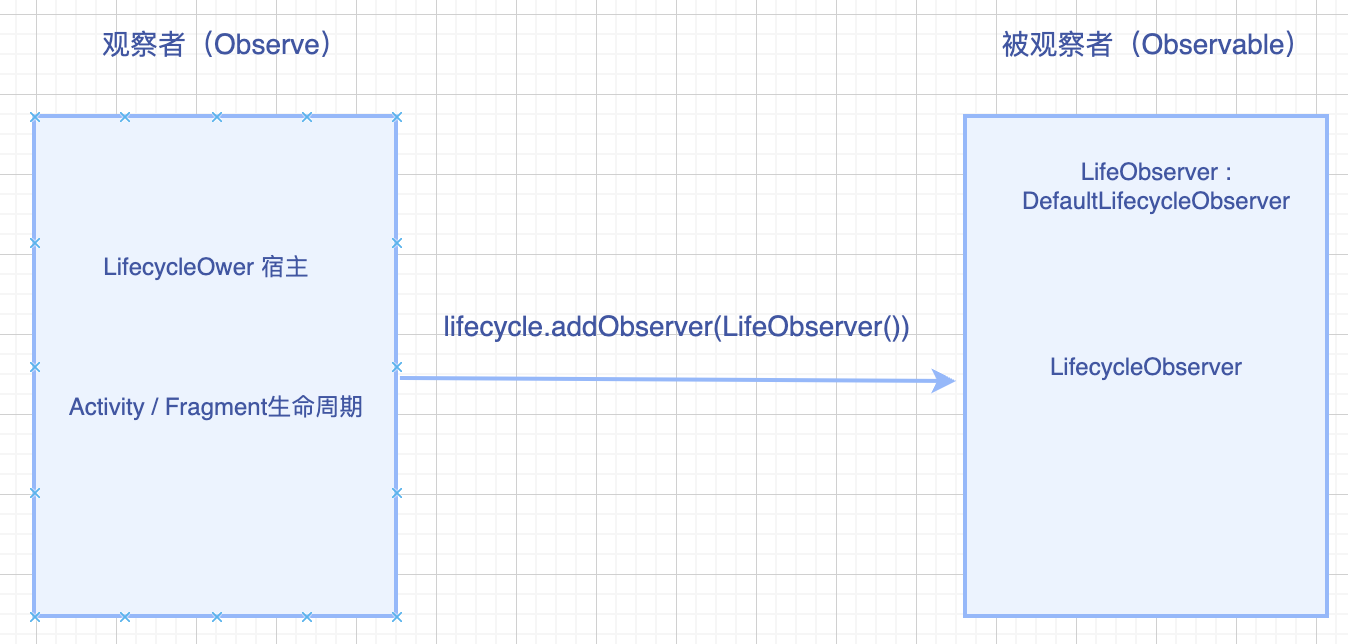 观察者（Observe）
被观察者（Observable）
LifeObserver :
DefaultLifecycleObserver
LifecycleOwer 宿主
lifecycle.addObserver(LifeObserver())
LifecycleObserver
Activity / Fragment生命周期